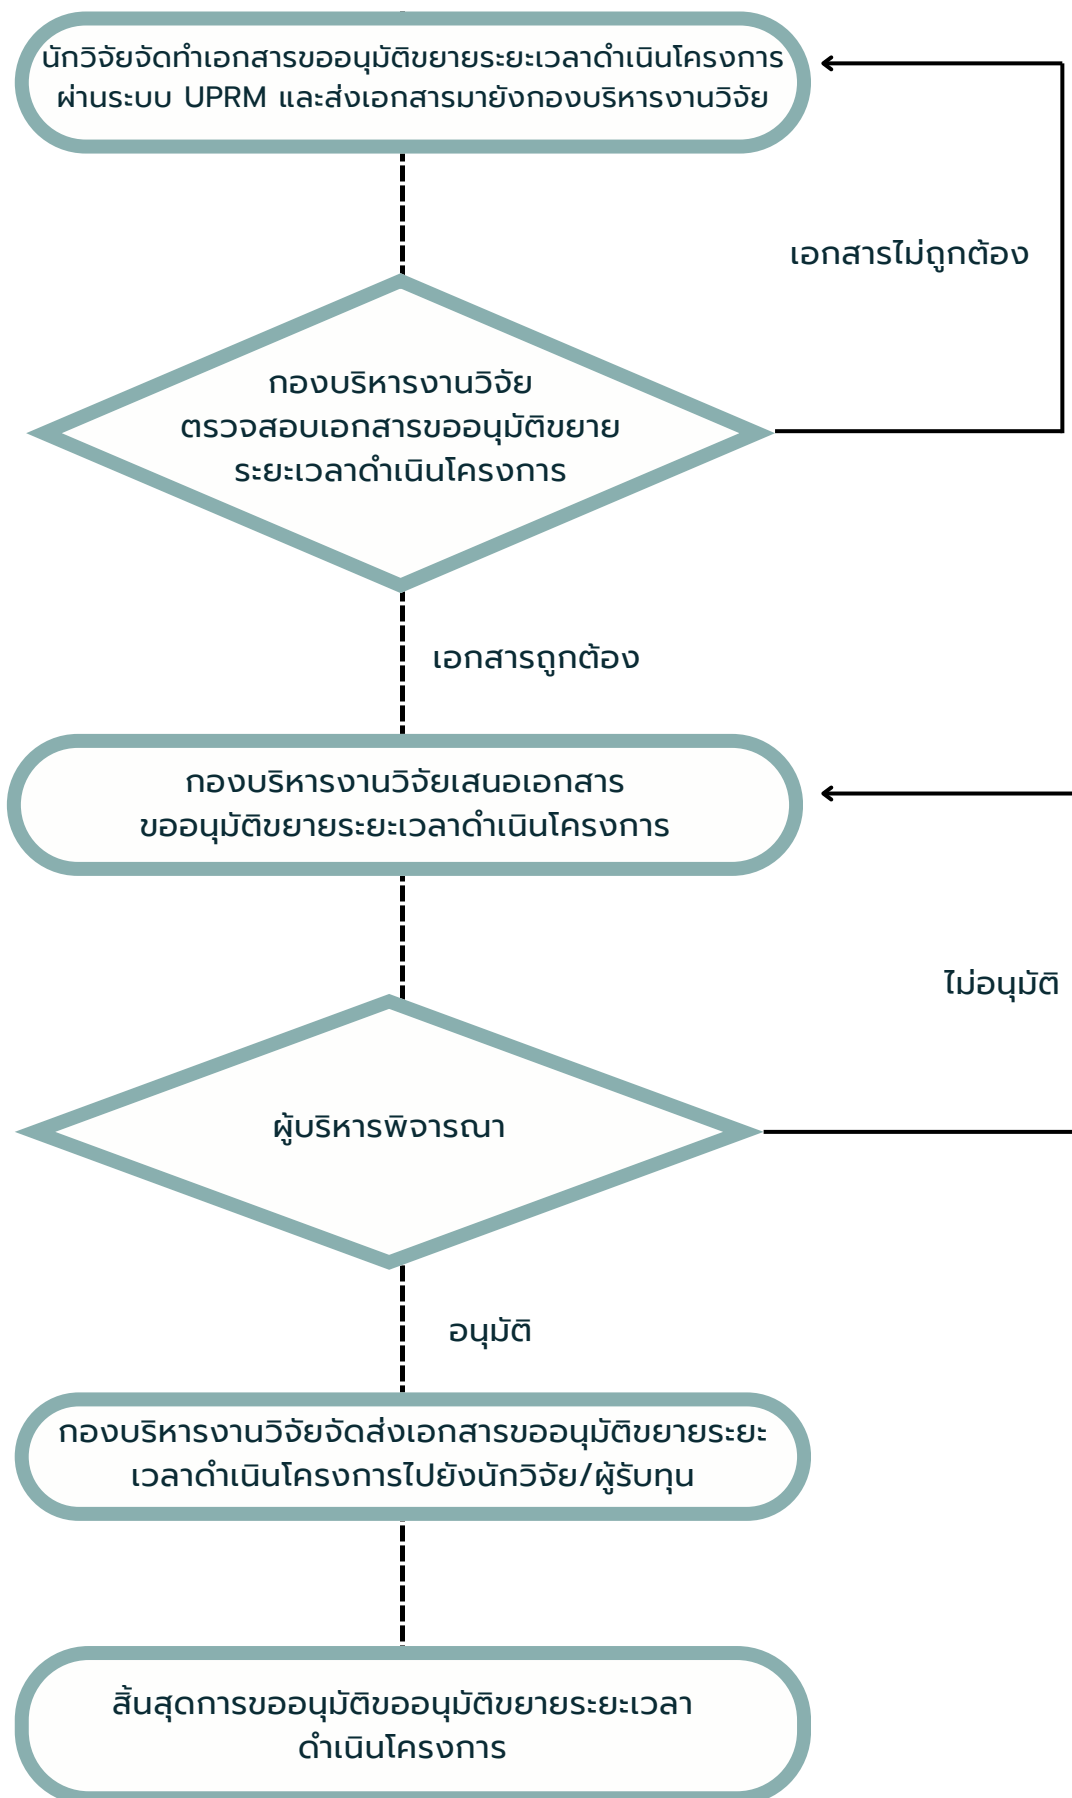 นักวิจัยจัดทำเอกสารขออนุมัติขยายระยะเวลาดำเนินโครงการ
ผ่านระบบ UPRM และส่งเอกสารมายังกองบริหารงานวิจัย
เอกสารไม่ถูกต้อง
กองบริหารงานวิจัย
ตรวจสอบเอกสารขออนุมัติขยาย
ระยะเวลาดำเนินโครงการ
เอกสารถูกต้อง
กองบริหารงานวิจัยเสนอเอกสาร
ขออนุมัติขยายระยะเวลาดำเนินโครงการ
ไม่อนุมัติ
ผู้บริหารพิจารณา
อนุมัติ
กองบริหารงานวิจัยจัดส่งเอกสารขออนุมัติขยายระยะ
เวลาดำเนินโครงการไปยังนักวิจัย/ผู้รับทุน
สิ้นสุดการขออนุมัติขออนุมัติขยายระยะเวลา
ดำเนินโครงการ